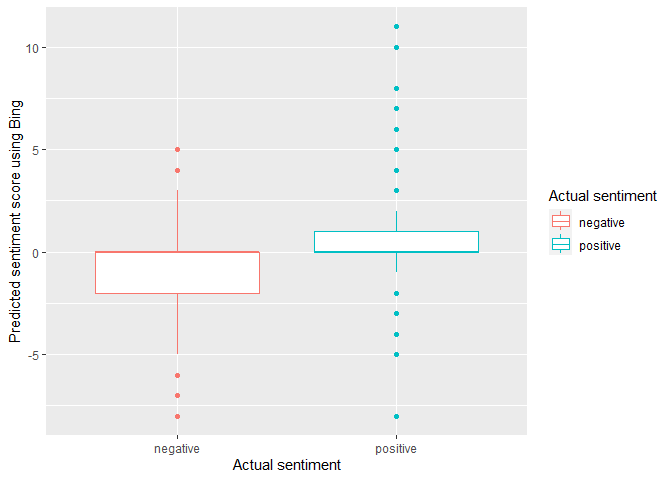 10
5
0
-5
Predicted sentiment score using Bing
negative
positive
Actual sentiment
Actual sentiment
negative
positive